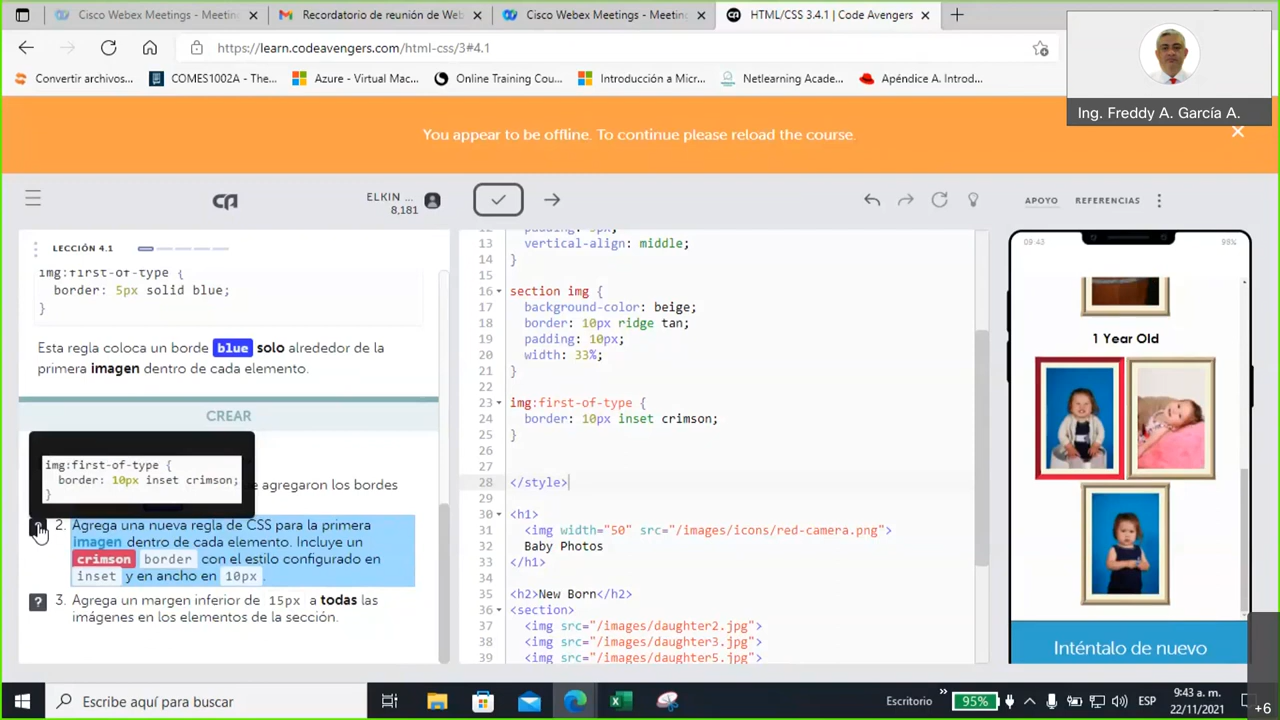 Cisco Webex Meetings - Meeting
Recordatorio de reunión de Web
Cisco Webex Meetings - Meeting
HTML/CSS 3.4.1 | Code Avengers
https://learn.codeavengers.com/html-css/3#4.1
Convertir archivos...
COMES1002A - The...
Azure - Virtual Mac...
Online Training Cou...
Introducción a Micr...
Netlearning Acade...
Apéndice A. Introd...
Ing. Freddy A. García A.
You appear to be offline. To continue please reload the course.
ELKIN ...
8,181
APOYO
REFERENCIAS
LECCIÓN 4.1
img:first-of-type {
border: 5px solid blue;
}
Esta regla coloca un borde blue solo alrededor de la
primera imagen dentro de cada elemento.
CREAR
img:first-of-type {
border: 10px inset crimson;
}
e agregaron los bordes
2. Agrega una nueva regla de CSS para la primera
imagen dentro de cada elemento. Incluye un
crimson border con el estilo configurado en
inset y en ancho en 10px.
? 3. Agrega un margen inferior de 15px a todas las
imágenes en los elementos de la sección.
12 padding: 5px;
13 vertical-align: middle;
14 }
15
16 section img {
17 background-color: beige;
18 border: 10px ridge tan;
19 padding: 10px;
20 width: 33%;
21 }
22
23 img:first-of-type {
24 border: 10px inset crimson;
25 }
26
27
28 </style>
29
30 <h1>
31 <img width="50" src="/images/icons/red-camera.png">
32 Baby Photos
33 </h1>
34
35 <h2>New Born</h2>
36 <section>
37 <img src="/images/daughter2.jpg">
38 <img src="/images/daughter3.jpg">
39 <img src="/images/daughter5.jpg">
09:43
98%
1 Year Old
Inténtalo de nuevo
Escribe aquí para buscar
Escritorio
95%
ESP
9:43 a. m.
22/11/2021
+6